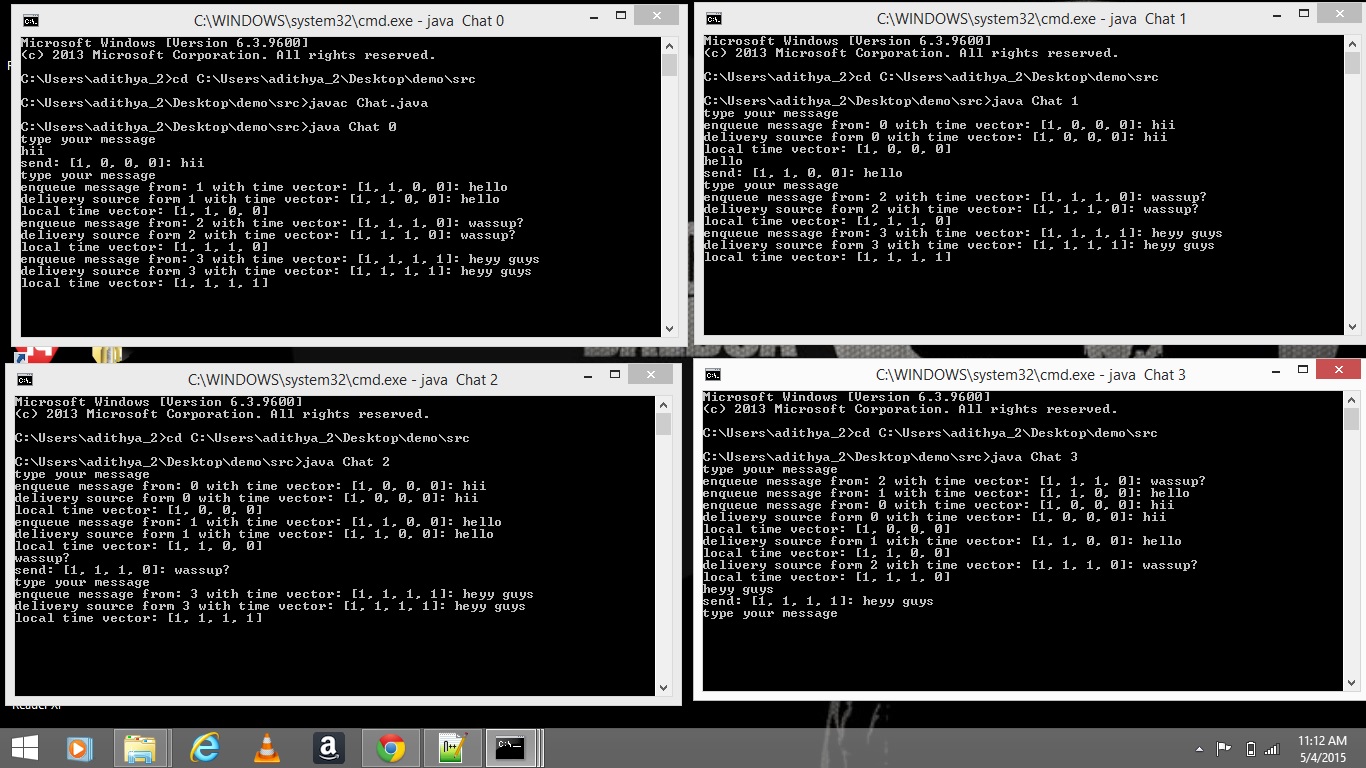 C:\WINDOWS\system32\cmd.exe - java  Chat 0
Microsoft Windows [Version 6.3.9600]
(c) 2013 Microsoft Corporation. All rights reserved.
C:\Users\adithya_2>cd C:\Users\adithya_2\Desktop\demo\src
C:\Users\adithya_2\Desktop\demo\src>javac Chat.java
C:\Users\adithya_2\Desktop\demo\src>java Chat 0
type your message
hii
send: [1, 0, 0, 0]: hii
type your message
enqueue message from: 1 with time vector: [1, 1, 0, 0]: hello
delivery source form 1 with time vector: [1, 1, 0, 0]: hello
local time vector: [1, 1, 0, 0]
enqueue message from: 2 with time vector: [1, 1, 1, 0]: wassup?
delivery source form 2 with time vector: [1, 1, 1, 0]: wassup?
local time vector: [1, 1, 1, 0]
enqueue message from: 3 with time vector: [1, 1, 1, 1]: heyy guys
delivery source form 3 with time vector: [1, 1, 1, 1]: heyy guys
local time vector: [1, 1, 1, 1]
C:\WINDOWS\system32\cmd.exe - java  Chat 1
Microsoft Windows [Version 6.3.9600]
(c) 2013 Microsoft Corporation. All rights reserved.
C:\Users\adithya_2>cd C:\Users\adithya_2\Desktop\demo\src
C:\Users\adithya_2\Desktop\demo\src>java Chat 1
type your message
enqueue message from: 0 with time vector: [1, 0, 0, 0]: hii
delivery source form 0 with time vector: [1, 0, 0, 0]: hii
local time vector: [1, 0, 0, 0]
hello
send: [1, 1, 0, 0]: hello
type your message
enqueue message from: 2 with time vector: [1, 1, 1, 0]: wassup?
delivery source form 2 with time vector: [1, 1, 1, 0]: wassup?
local time vector: [1, 1, 1, 0]
enqueue message from: 3 with time vector: [1, 1, 1, 1]: heyy guys
delivery source form 3 with time vector: [1, 1, 1, 1]: heyy guys
local time vector: [1, 1, 1, 1]
C:\WINDOWS\system32\cmd.exe - java  Chat 2
Microsoft Windows [Version 6.3.9600]
(c) 2013 Microsoft Corporation. All rights reserved.
C:\Users\adithya_2>cd C:\Users\adithya_2\Desktop\demo\src
C:\Users\adithya_2\Desktop\demo\src>java Chat 2
type your message
enqueue message from: 0 with time vector: [1, 0, 0, 0]: hii
delivery source form 0 with time vector: [1, 0, 0, 0]: hii
local time vector: [1, 0, 0, 0]
enqueue message from: 1 with time vector: [1, 1, 0, 0]: hello
delivery source form 1 with time vector: [1, 1, 0, 0]: hello
local time vector: [1, 1, 0, 0]
wassup?
send: [1, 1, 1, 0]: wassup?
type your message
enqueue message from: 3 with time vector: [1, 1, 1, 1]: heyy guys
delivery source form 3 with time vector: [1, 1, 1, 1]: heyy guys
local time vector: [1, 1, 1, 1]
C:\WINDOWS\system32\cmd.exe - java  Chat 3
Microsoft Windows [Version 6.3.9600]
(c) 2013 Microsoft Corporation. All rights reserved.
C:\Users\adithya_2>cd C:\Users\adithya_2\Desktop\demo\src
C:\Users\adithya_2\Desktop\demo\src>java Chat 3
type your message
enqueue message from: 2 with time vector: [1, 1, 1, 0]: wassup?
enqueue message from: 1 with time vector: [1, 1, 0, 0]: hello
enqueue message from: 0 with time vector: [1, 0, 0, 0]: hii
delivery source form 0 with time vector: [1, 0, 0, 0]: hii
local time vector: [1, 0, 0, 0]
delivery source form 1 with time vector: [1, 1, 0, 0]: hello
local time vector: [1, 1, 0, 0]
delivery source form 2 with time vector: [1, 1, 1, 0]: wassup?
local time vector: [1, 1, 1, 0]
heyy guys
send: [1, 1, 1, 1]: heyy guys
type your message
11:12 AM
5/4/2015